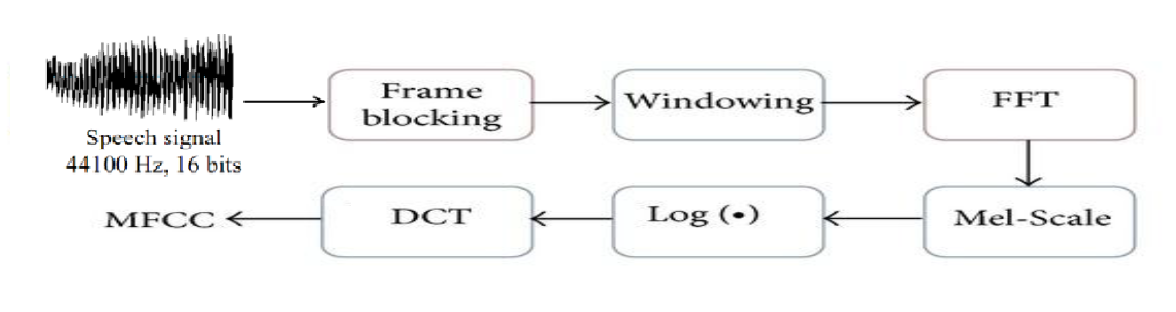 Speech signal
44100 Hz, 16 bits
Frame
blocking
Windowing
FFT
Mel-Scale
Log (•)
DCT
MFCC